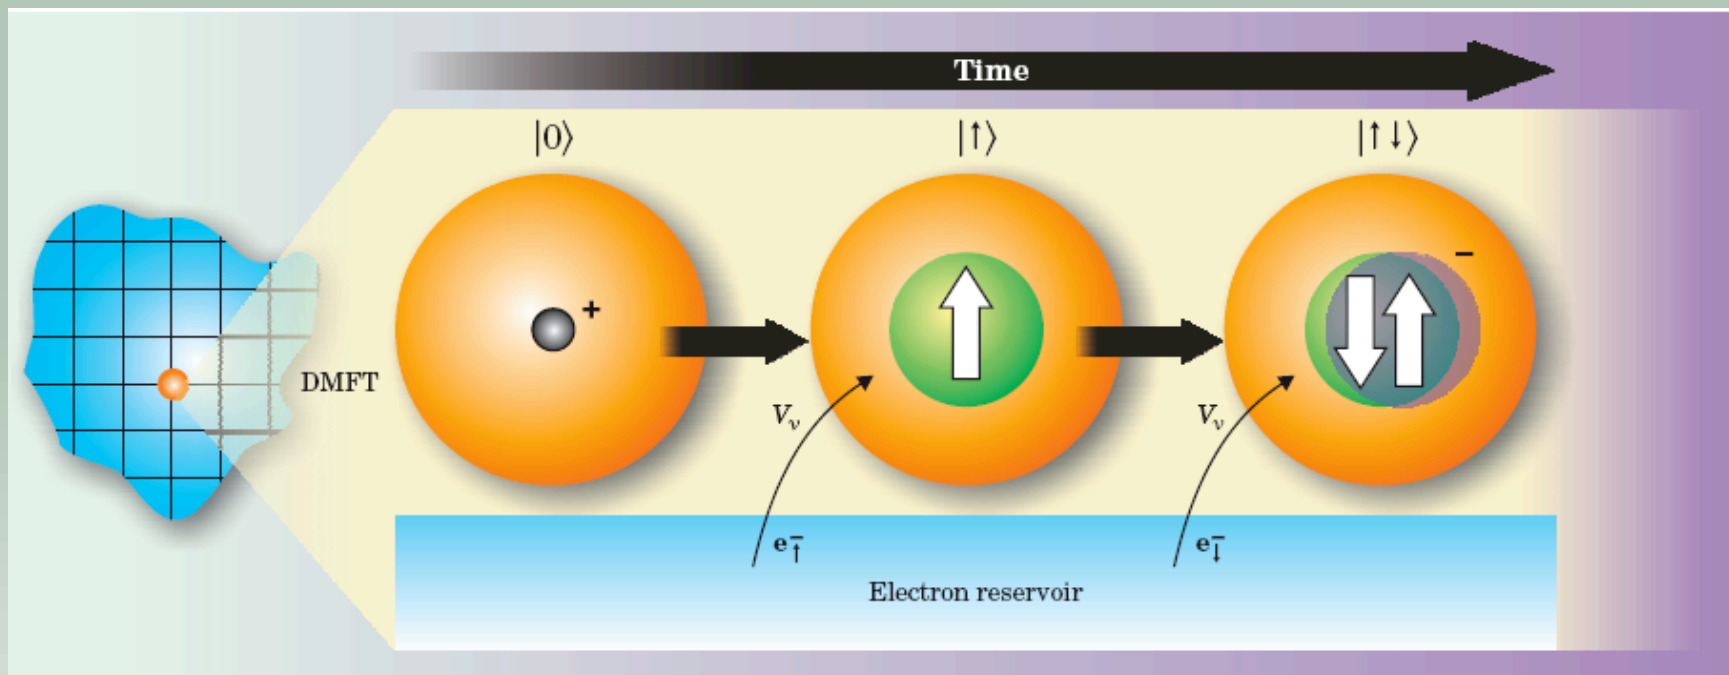 Time
|0⟩
|↑⟩
|↑↓⟩
+
−
DMFT
V_ν
V_ν
e⁻↑
e⁻↓
Electron reservoir